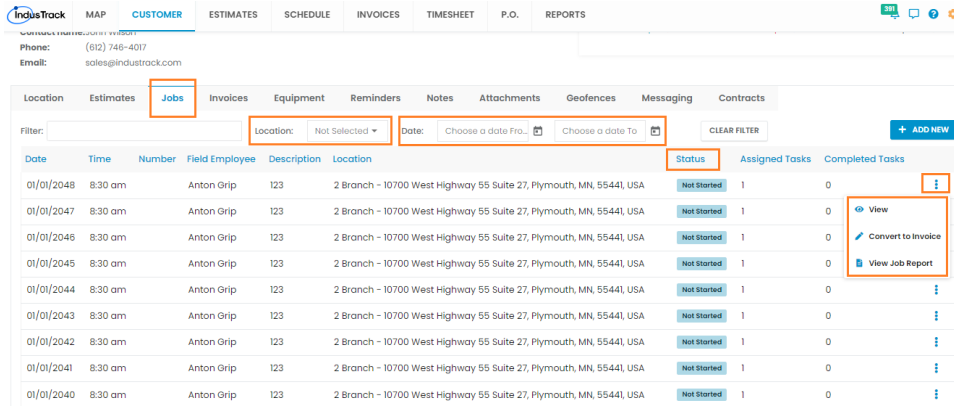 IndusTrack MAP CUSTOMER ESTIMATES SCHEDULE INVOICES TIMESHEET P.O. REPORTS 391
Contact name: John Wilson
Phone: (612) 746-4017
Email: sales@industrack.com
Location Estimates Jobs Invoices Equipment Reminders Notes Attachments Geofences Messaging Contracts
Filter: Location: Not Selected Date: Choose a date Fro... Choose a date To CLEAR FILTER + ADD NEW
Date Time Number Field Employee Description Location Status Assigned Tasks Completed Tasks
01/01/2048 8:30 am Anton Grip 123 2 Branch - 10700 West Highway 55 Suite 27, Plymouth, MN, 55441, USA Not Started 1 0
01/01/2047 8:30 am Anton Grip 123 2 Branch - 10700 West Highway 55 Suite 27, Plymouth, MN, 55441, USA Not Started 1 0 View
01/01/2046 8:30 am Anton Grip 123 2 Branch - 10700 West Highway 55 Suite 27, Plymouth, MN, 55441, USA Not Started 1 0 Convert to Invoice
01/01/2045 8:30 am Anton Grip 123 2 Branch - 10700 West Highway 55 Suite 27, Plymouth, MN, 55441, USA Not Started 1 0 View Job Report
01/01/2044 8:30 am Anton Grip 123 2 Branch - 10700 West Highway 55 Suite 27, Plymouth, MN, 55441, USA Not Started 1 0
01/01/2043 8:30 am Anton Grip 123 2 Branch - 10700 West Highway 55 Suite 27, Plymouth, MN, 55441, USA Not Started 1 0
01/01/2042 8:30 am Anton Grip 123 2 Branch - 10700 West Highway 55 Suite 27, Plymouth, MN, 55441, USA Not Started 1 0
01/01/2041 8:30 am Anton Grip 123 2 Branch - 10700 West Highway 55 Suite 27, Plymouth, MN, 55441, USA Not Started 1 0
01/01/2040 8:30 am Anton Grip 123 2 Branch - 10700 West Highway 55 Suite 27, Plymouth, MN, 55441, USA Not Started 1 0